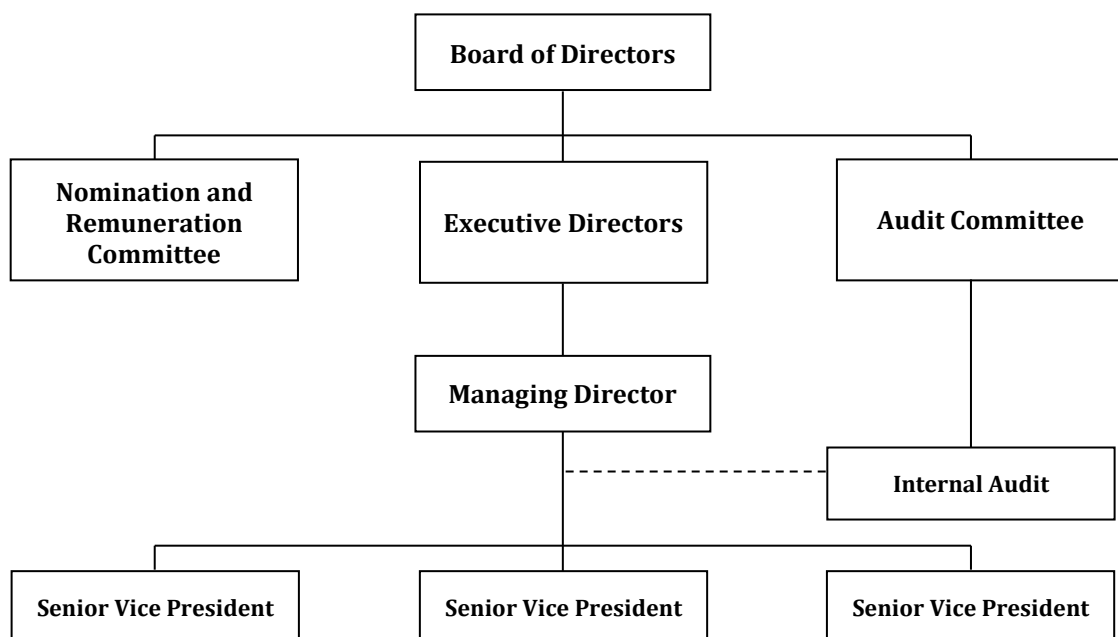 Board of Directors
Nomination and
Remuneration
Committee
Executive Directors
Audit Committee
Managing Director
Internal Audit
Senior Vice President
Senior Vice President
Senior Vice President